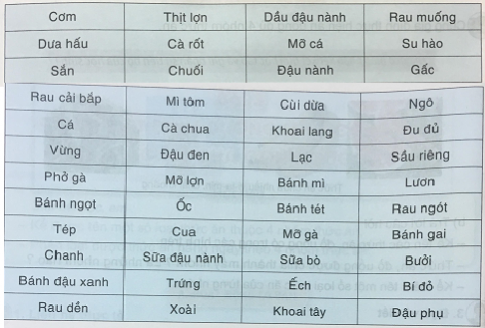 Cơm Thịt lợn Dầu đậu nành Rau muống
Dưa hấu Cà rốt Mỡ cá Su hào
Sắn Chuối Đậu nành Gấc
Rau cải bắp Mì tôm Cùi dừa Ngô
Cá Cà chua Khoai lang Đu đủ
Vừng Đậu đen Lạc Sầu riêng
Phở gà Mỡ lợn Bánh mì Lươn
Bánh ngọt Ốc Bánh tét Rau ngót
Tép Cua Mỡ gà Bánh gai
Chanh Sữa đậu nành Sữa bò Bưởi
Bánh đậu xanh Trứng Ếch Bí đỏ
Rau dền Xoài Khoai tây Đậu phụ